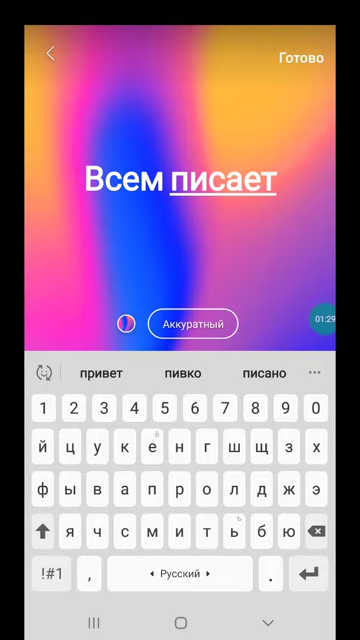 Готово
Всем писает
Аккуратный
01:29
привет пивко писано
1 2 3 4 5 6 7 8 9 0
ё
й ц у к е н г ш щ з х
ф ы в а п р о л д ж э
ъ
я ч с м и т ь б ю
!#1 , Русский .